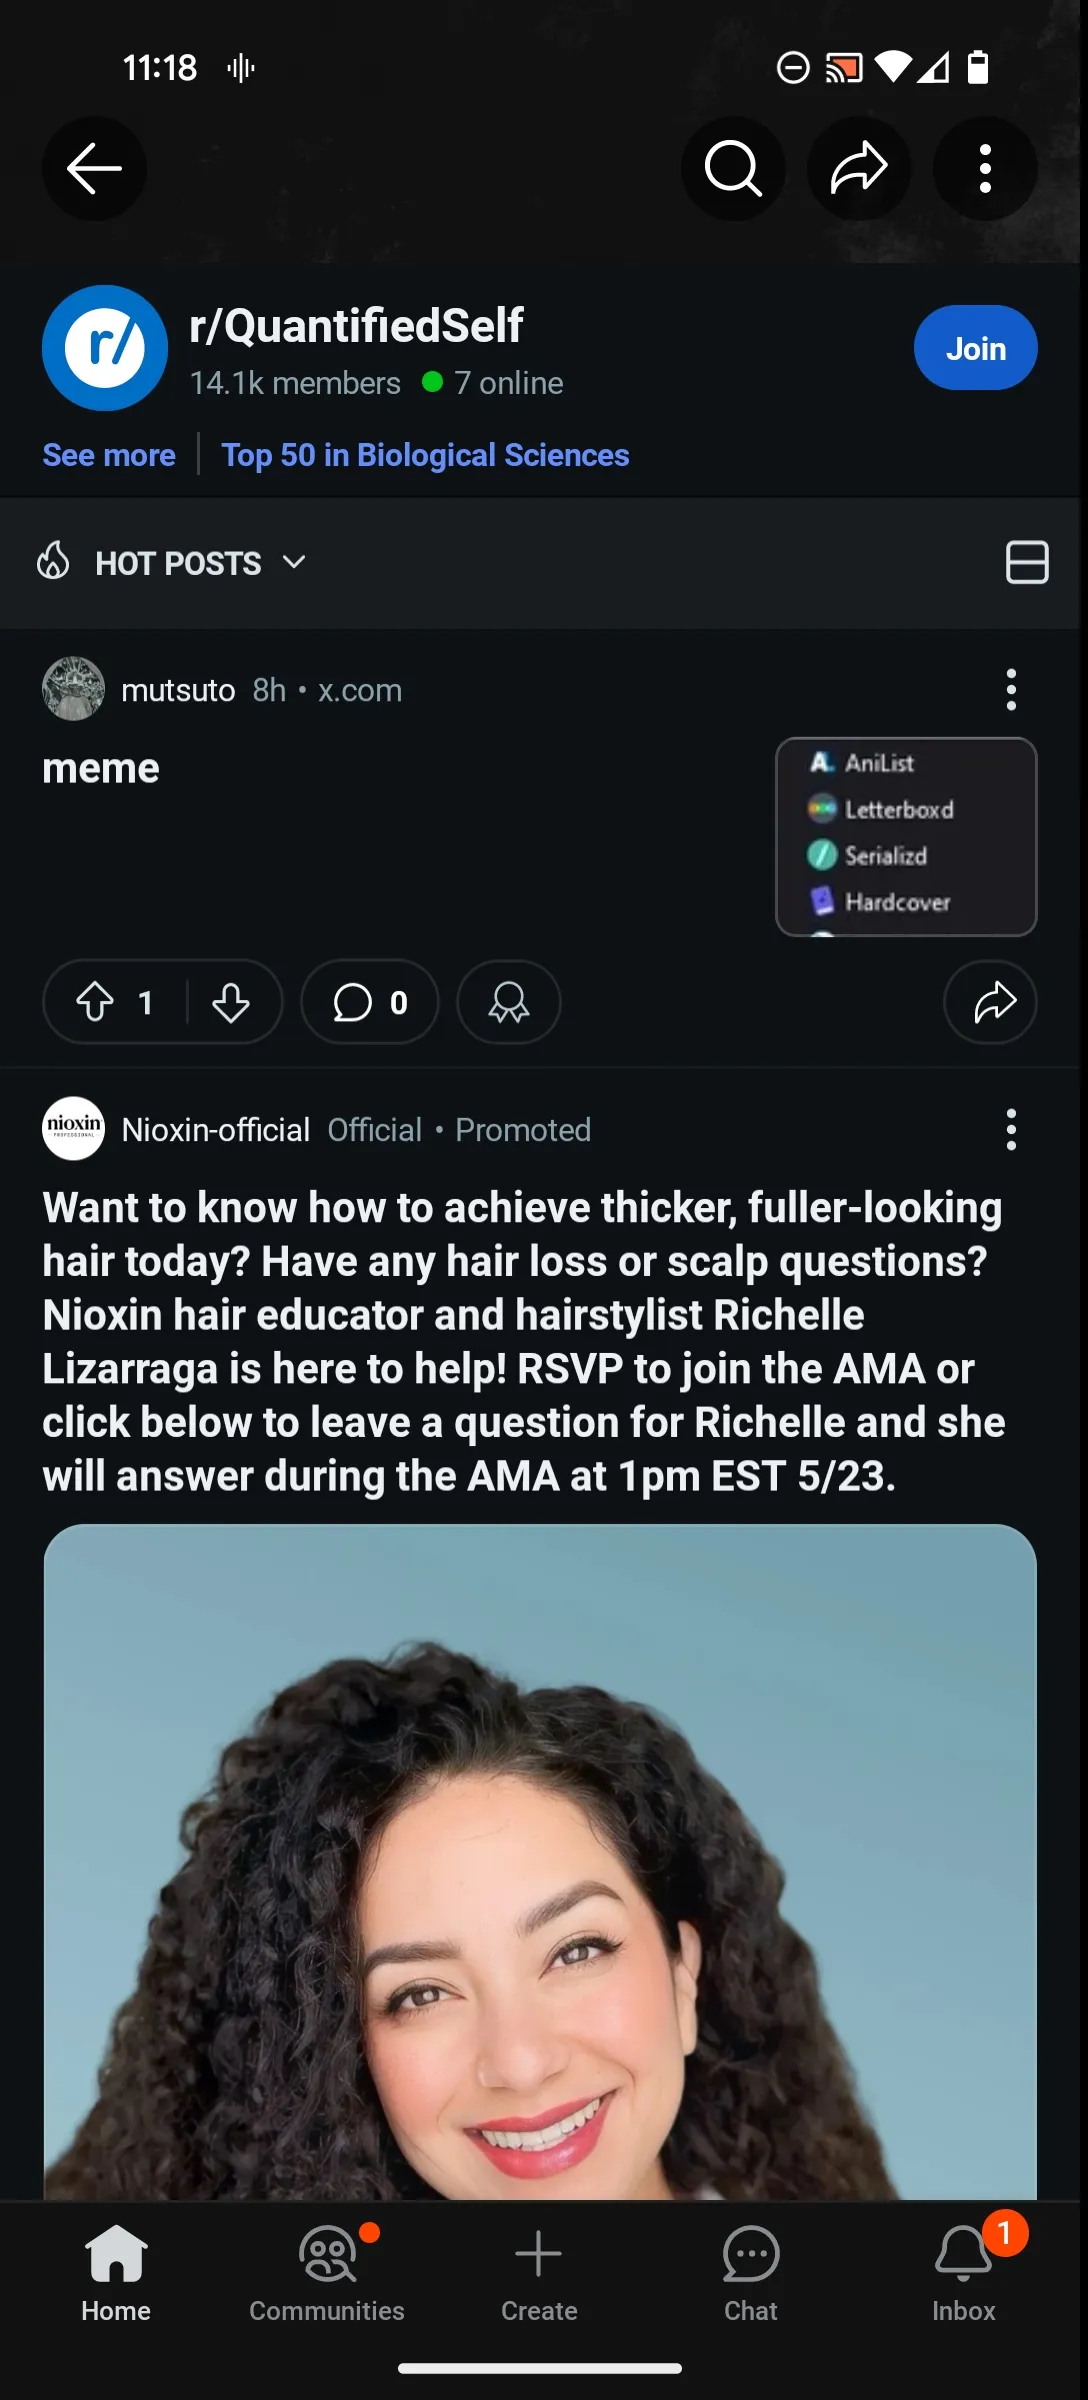 11:18
r/
r/QuantifiedSelf
14.1k members 7 online
Join
See more
Top 50 in Biological Sciences
HOT POSTS
mutsuto 8h • x.com
meme
AniList
Letterboxd
Serializd
Hardcover
1
0
nioxin
PROFESSIONAL
Nioxin-official Official • Promoted
Want to know how to achieve thicker, fuller-looking
hair today? Have any hair loss or scalp questions?
Nioxin hair educator and hairstylist Richelle
Lizarraga is here to help! RSVP to join the AMA or
click below to leave a question for Richelle and she
will answer during the AMA at 1pm EST 5/23.
1
Home
Communities
Create
Chat
Inbox